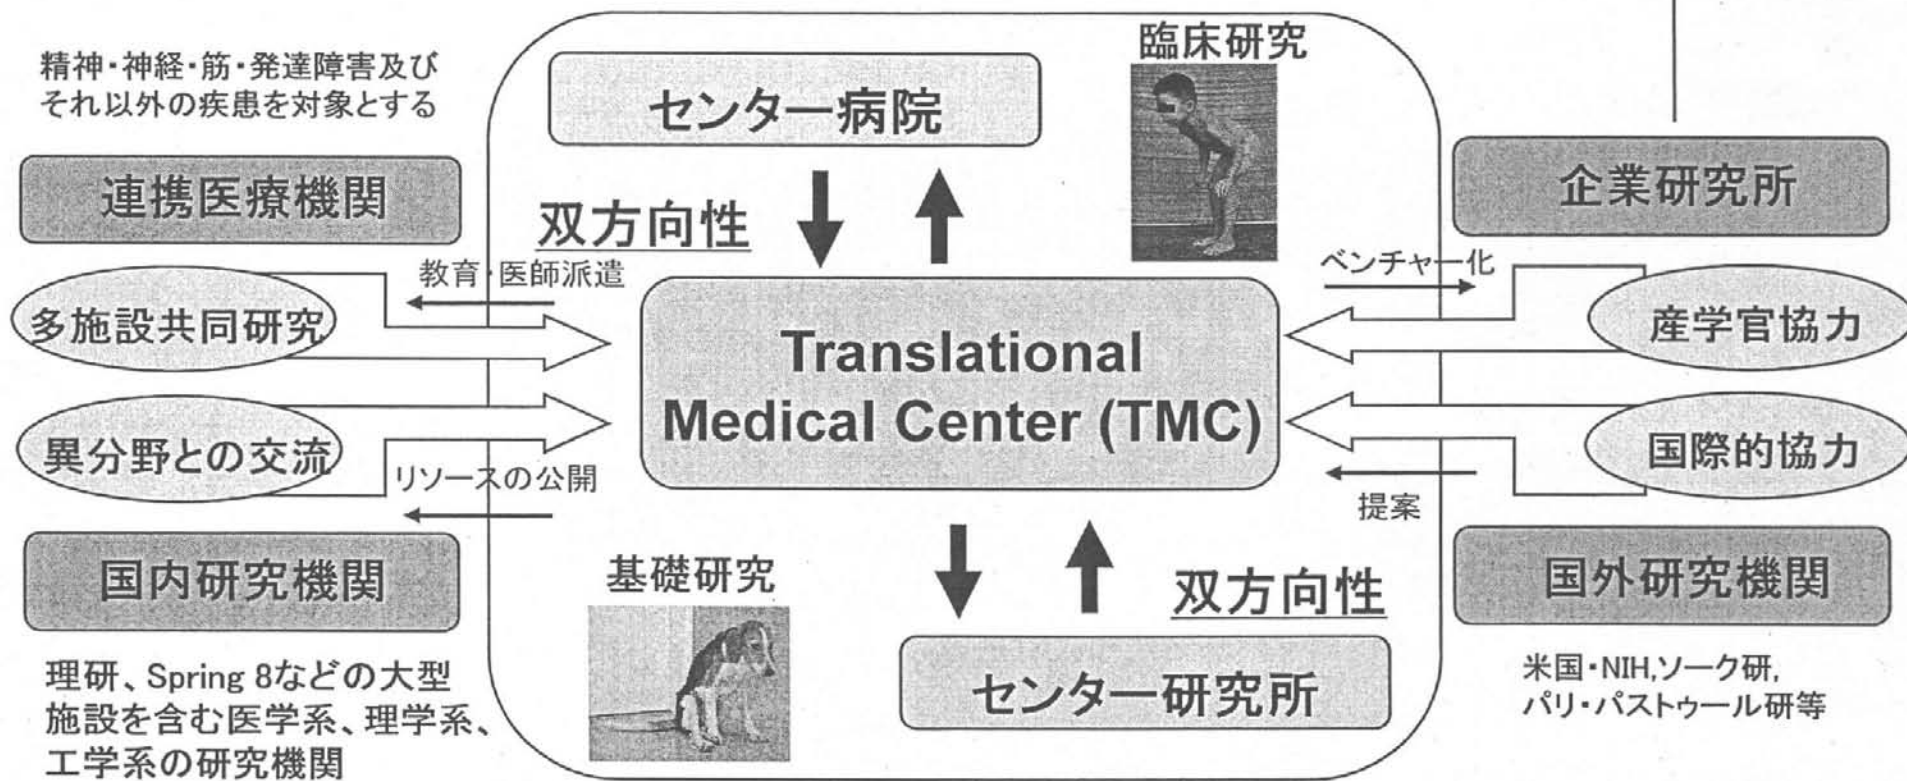 精神・神経・筋・発達障害及び
それ以外の疾患を対象とする
連携医療機関
多施設共同研究
異分野との交流
国内研究機関
理研、Spring 8などの大型
施設を含む医学系、理学系、
工学系の研究機関
教育・医師派遣
リソースの公開
センター病院
臨床研究
双方向性
Translational
Medical Center (TMC)
基礎研究
双方向性
センター研究所
企業研究所
ベンチャー化
産学官協力
国際的協力
提案
国外研究機関
米国・NIH,ソーク研,
パリ・パストゥール研等